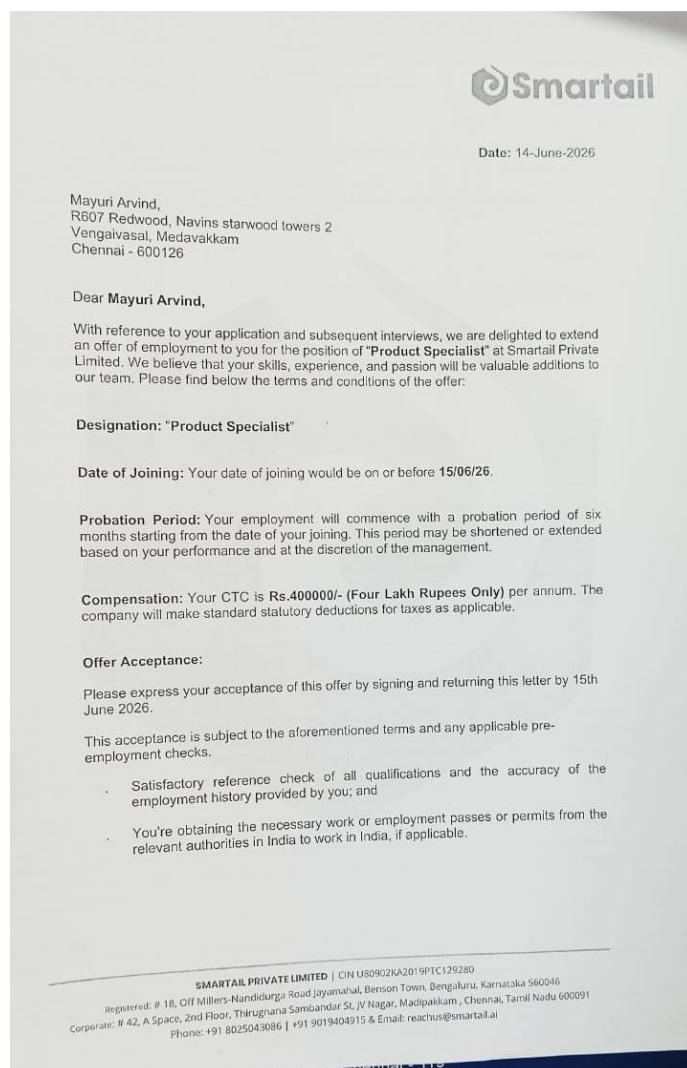 Smartail
Date: 14-June-2026
Mayuri Arvind,
R607 Redwood, Navins starwood towers 2
Vengaivasal, Medavakkam
Chennai - 600126
Dear Mayuri Arvind,
With reference to your application and subsequent interviews, we are delighted to extend
an offer of employment to you for the position of "Product Specialist" at Smartail Private
Limited. We believe that your skills, experience, and passion will be valuable additions to
our team. Please find below the terms and conditions of the offer:
Designation: "Product Specialist"
Date of Joining: Your date of joining would be on or before 15/06/26.
Probation Period: Your employment will commence with a probation period of six
months starting from the date of your joining. This period may be shortened or extended
based on your performance and at the discretion of the management.
Compensation: Your CTC is Rs.400000/- (Four Lakh Rupees Only) per annum. The
company will make standard statutory deductions for taxes as applicable.
Offer Acceptance:
Please express your acceptance of this offer by signing and returning this letter by 15th
June 2026.
This acceptance is subject to the aforementioned terms and any applicable pre-
employment checks.
· Satisfactory reference check of all qualifications and the accuracy of the
employment history provided by you; and
· You're obtaining the necessary work or employment passes or permits from the
relevant authorities in India to work in India, if applicable.
SMARTAIL PRIVATE LIMITED | CIN U80902KA2019PTC129280
Registered: # 18, Off Millers-Nandidurga Road Jayamahal, Benson Town, Bengaluru, Karnataka 560046
Corporate: # 42, A Space, 2nd Floor, Thirugnana Sambandar St, JV Nagar, Madipakkam , Chennai, Tamil Nadu 600091
Phone: +91 8025043086 | +91 9019404915 & Email: reachus@smartail.ai